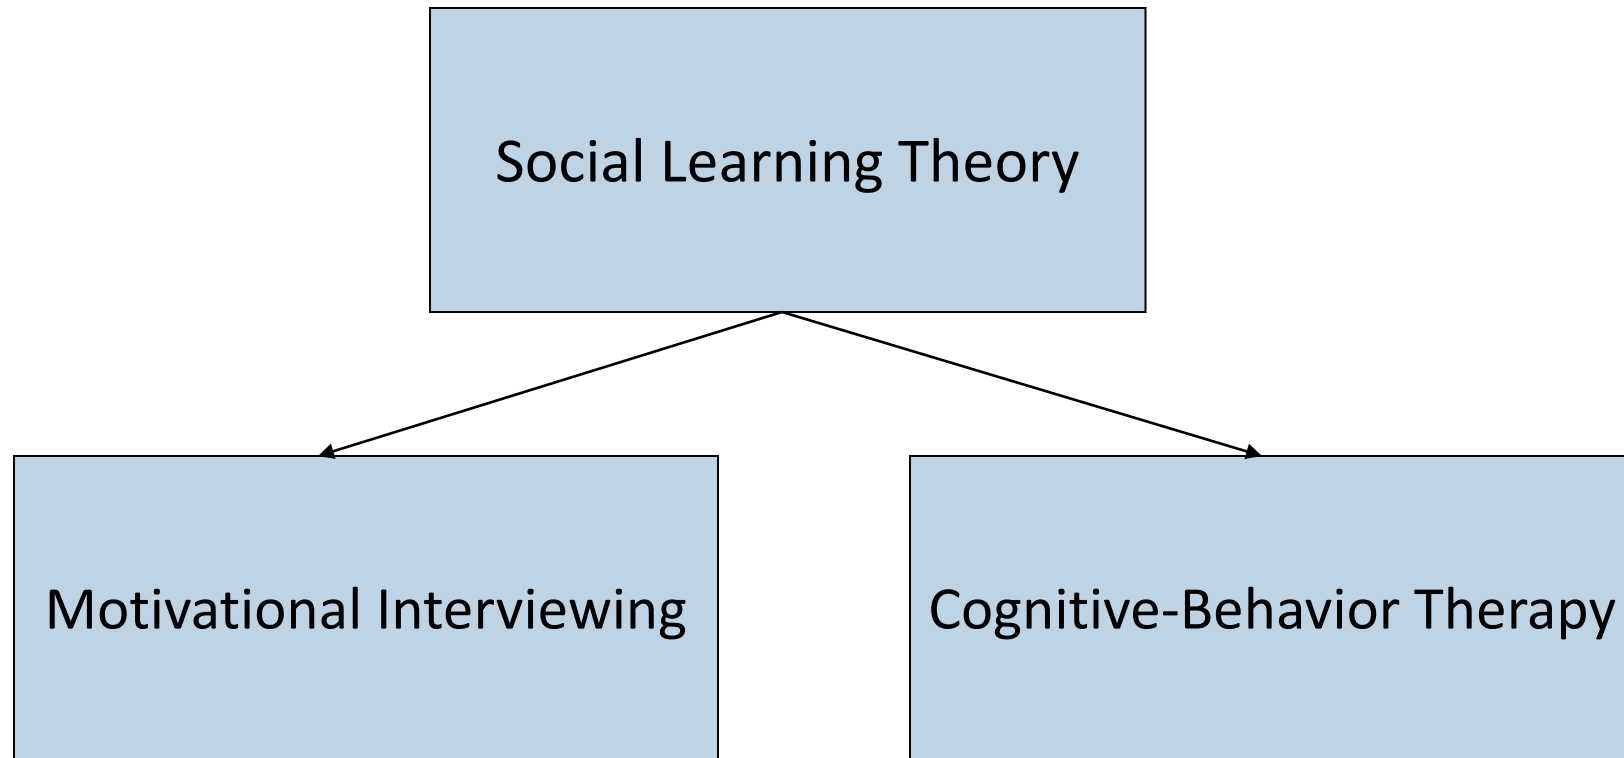 Social Learning Theory
Motivational Interviewing
Cognitive-Behavior Therapy